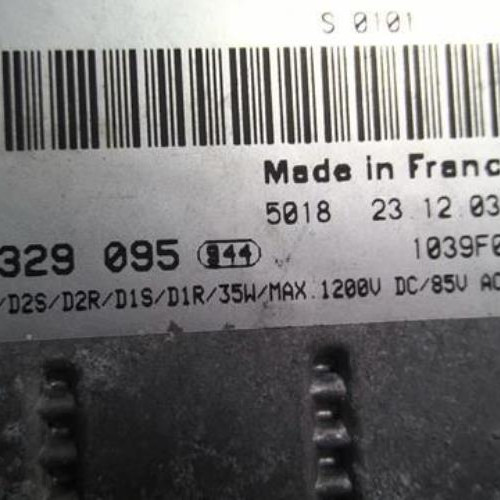 S 0101
Made in Franc
5018 23.12.03
329 095 944 1039F0
/D2S/D2R/D1S/D1R/35W/MAX.1200V DC/85V AC